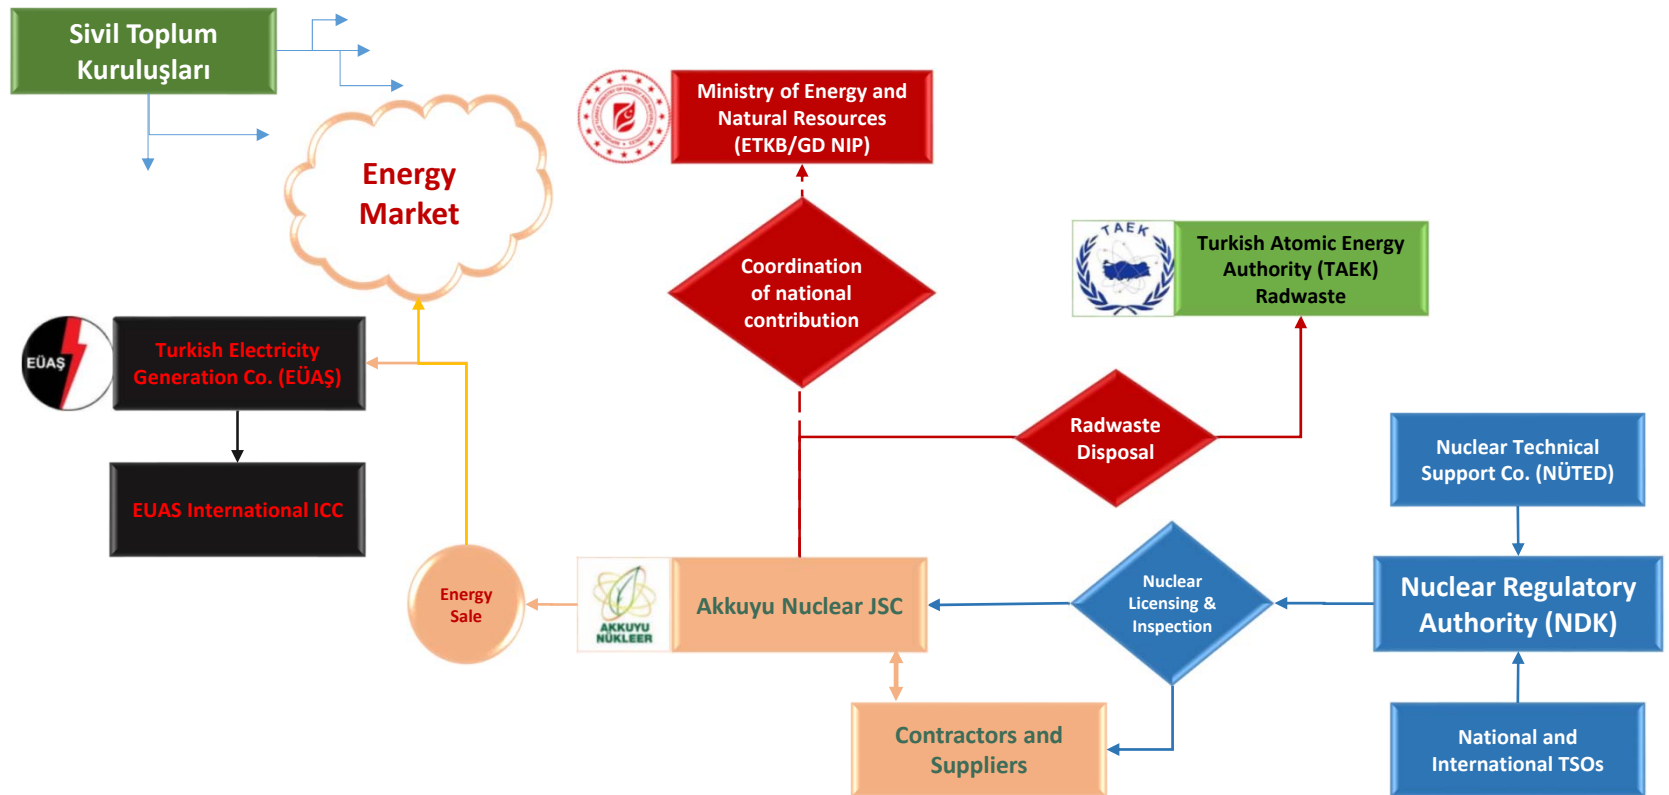 Sivil Toplum
Kuruluşları
Energy
Market
Ministry of Energy and
Natural Resources
(ETKB/GD NIP)
Coordination
of national
contribution
TAEK
Turkish Atomic Energy
Authority (TAEK)
Radwaste
EÜAŞ
Turkish Electricity
Generation Co. (EÜAŞ)
EUAS International ICC
Radwaste
Disposal
Nuclear Technical
Support Co. (NÜTED)
Energy
Sale
AKKUYU
NÜKLEER
Akkuyu Nuclear JSC
Nuclear
Licensing &
Inspection
Nuclear Regulatory
Authority (NDK)
Contractors and
Suppliers
National and
International TSOs